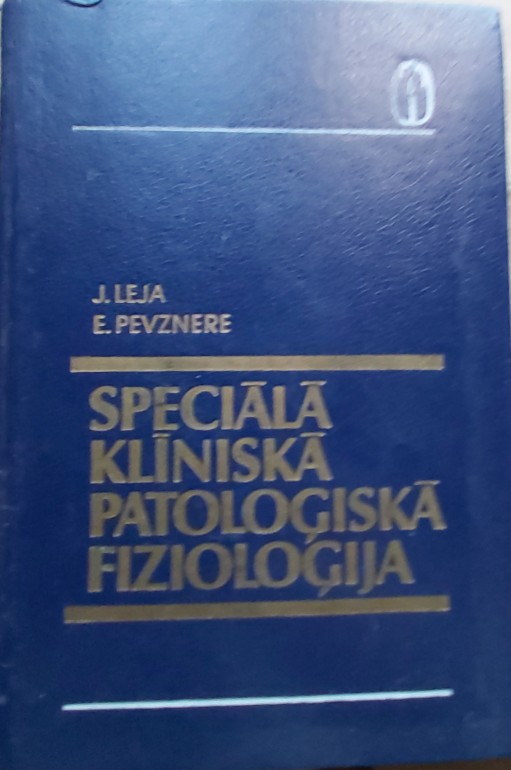 J. LEJA
E. PEVZNERE
SPECIĀLĀ
KLĪNISKĀ
PATOLOĢISKĀ
FIZIOLOĢIJA